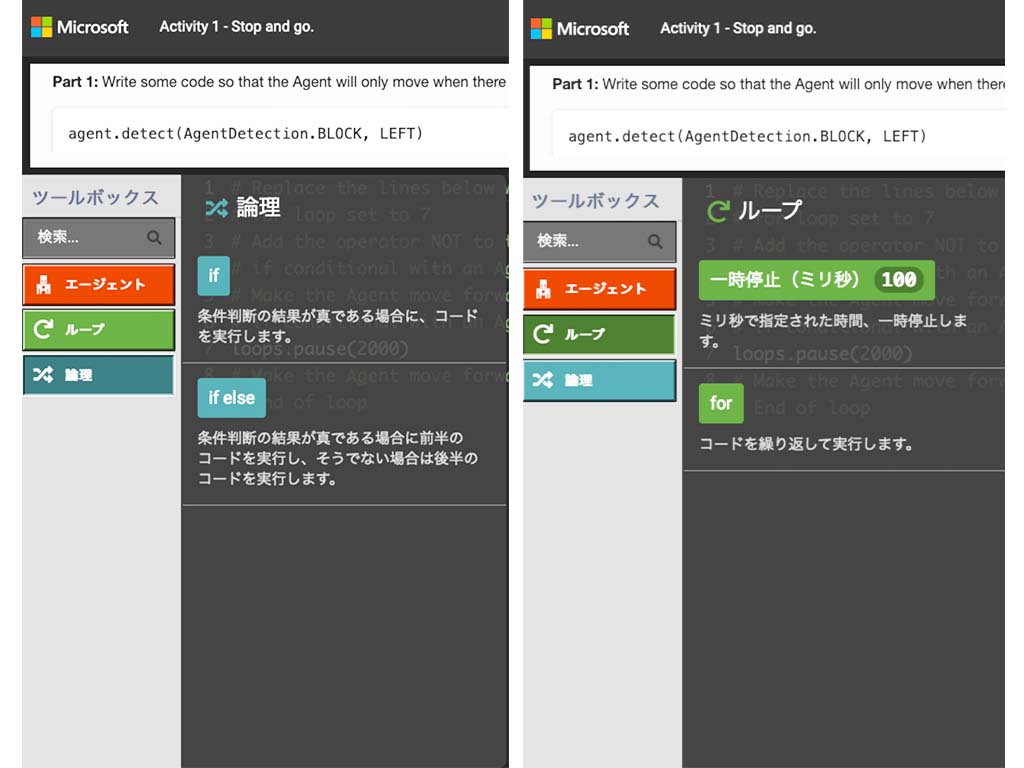 Microsoft Activity 1 - Stop and go.
Part 1: Write some code so that the Agent will only move when there
agent.detect(AgentDetection.BLOCK, LEFT)
ツールボックス
検索...
エージェント
ループ
論理
1 # Replace the lines below
論理
loop set to 7
3 # Add the operator NOT to
if
# if conditional with an
# Make the Agent move forw
条件判断の結果が真である場合に、コード
を実行します。
7 loops.pause(2000)
8 # Make the Agent move forw
if else
End of loop
条件判断の結果が真である場合に前半の
コードを実行し、そうでない場合は後半の
コードを実行します。
Microsoft Activity 1 - Stop and go.
Part 1: Write some code so that the Agent will only move when there
agent.detect(AgentDetection.BLOCK, LEFT)
ツールボックス
検索...
エージェント
ループ
論理
1 # Replace the lines below
ループ
for loop set to 7
3 # Add the operator NOT to
一時停止（ミリ秒） 100
with an
ミリ秒で指定された時間、一時停止しま
す。
7 loops.pause(2000)
8 # Make the Agent move forw
for
End of loop
コードを繰り返して実行します。